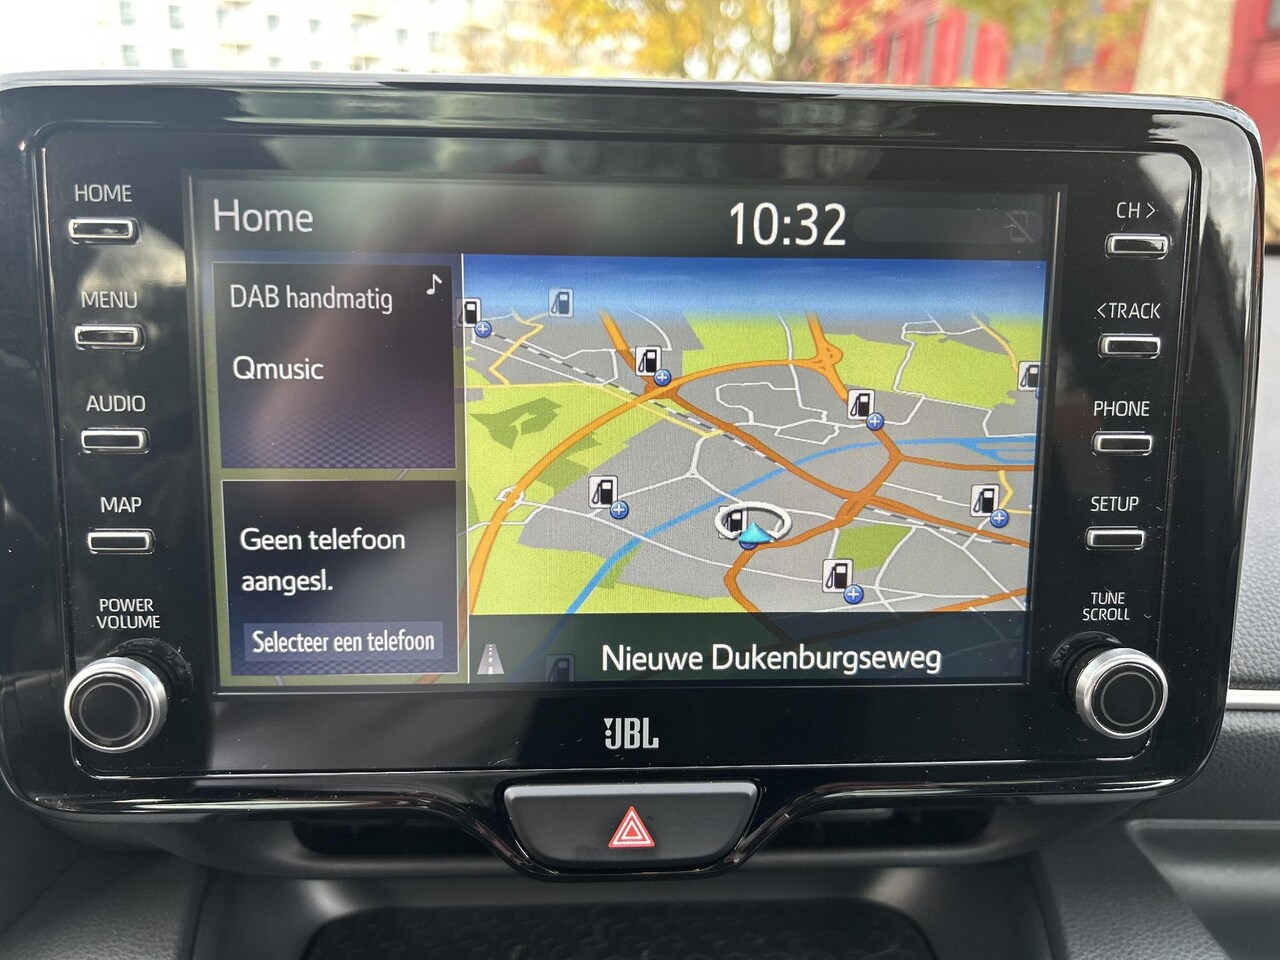 HOME
MENU
AUDIO
MAP
POWER
VOLUME
Home
10:32
DAB handmatig
Qmusic
Geen telefoon
aangesl.
Selecteer een telefoon
Nieuwe Dukenburgseweg
CH >
<TRACK
PHONE
SETUP
TUNE
SCROLL
JBL